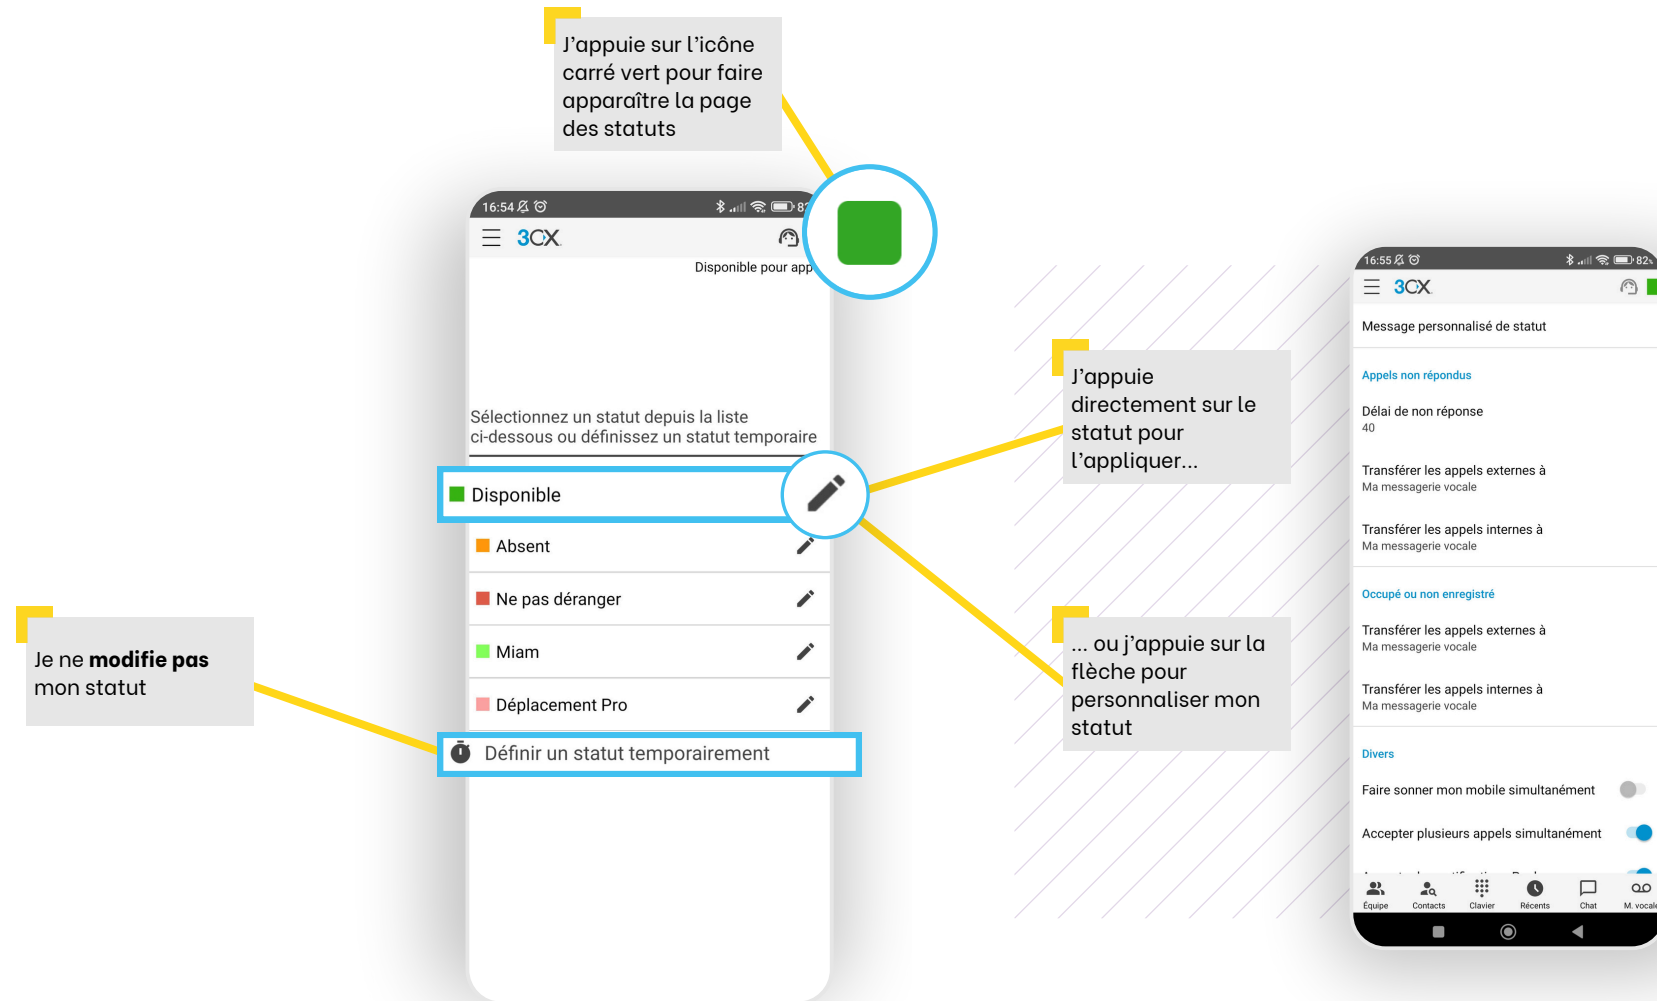 J'appuie sur l'icône
carré vert pour faire
apparaître la page
des statuts
16:54
3CX
Disponible pour
Sélectionnez un statut depuis la liste
ci-dessous ou définissez un statut temporaire
Disponible
Absent
Ne pas déranger
Miam
Déplacement Pro
Définir un statut temporairement
Je ne modifie pas
mon statut
J'appuie
directement sur le
statut pour
l'appliquer...
... ou j'appuie sur la
flèche pour
personnaliser mon
statut
16:55
82%
3CX
Message personnalisé de statut
Appels non répondus
Délai de non réponse
40
Transférer les appels externes à
Ma messagerie vocale
Transférer les appels internes à
Ma messagerie vocale
Occupé ou non enregistré
Transférer les appels externes à
Ma messagerie vocale
Transférer les appels internes à
Ma messagerie vocale
Divers
Faire sonner mon mobile simultanément
Accepter plusieurs appels simultanément
Équipe
Contacts
Clavier
Récents
Chat
M. vocale